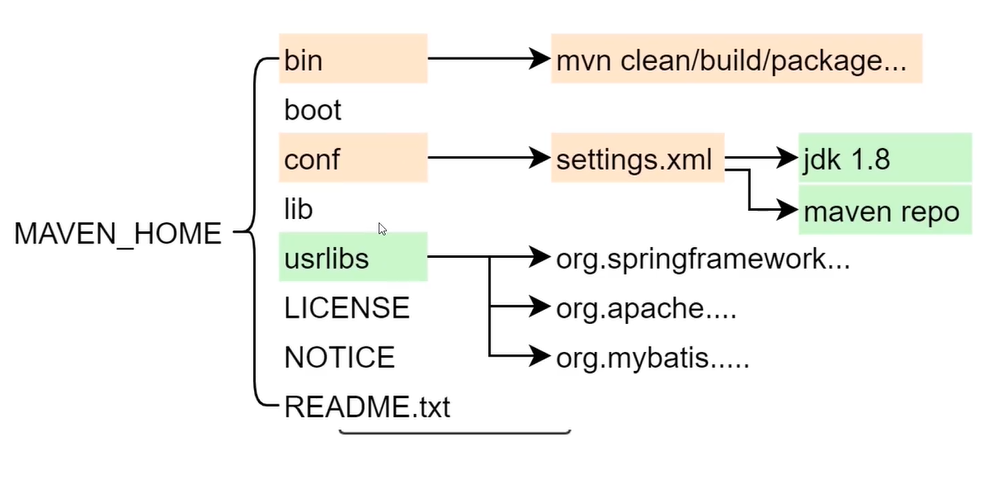 bin
mvn clean/build/package...
boot
conf
settings.xml
jdk 1.8
lib
maven repo
MAVEN_HOME
usrlibs
org.springframework...
LICENSE
org.apache....
NOTICE
org.mybatis.....
README.txt